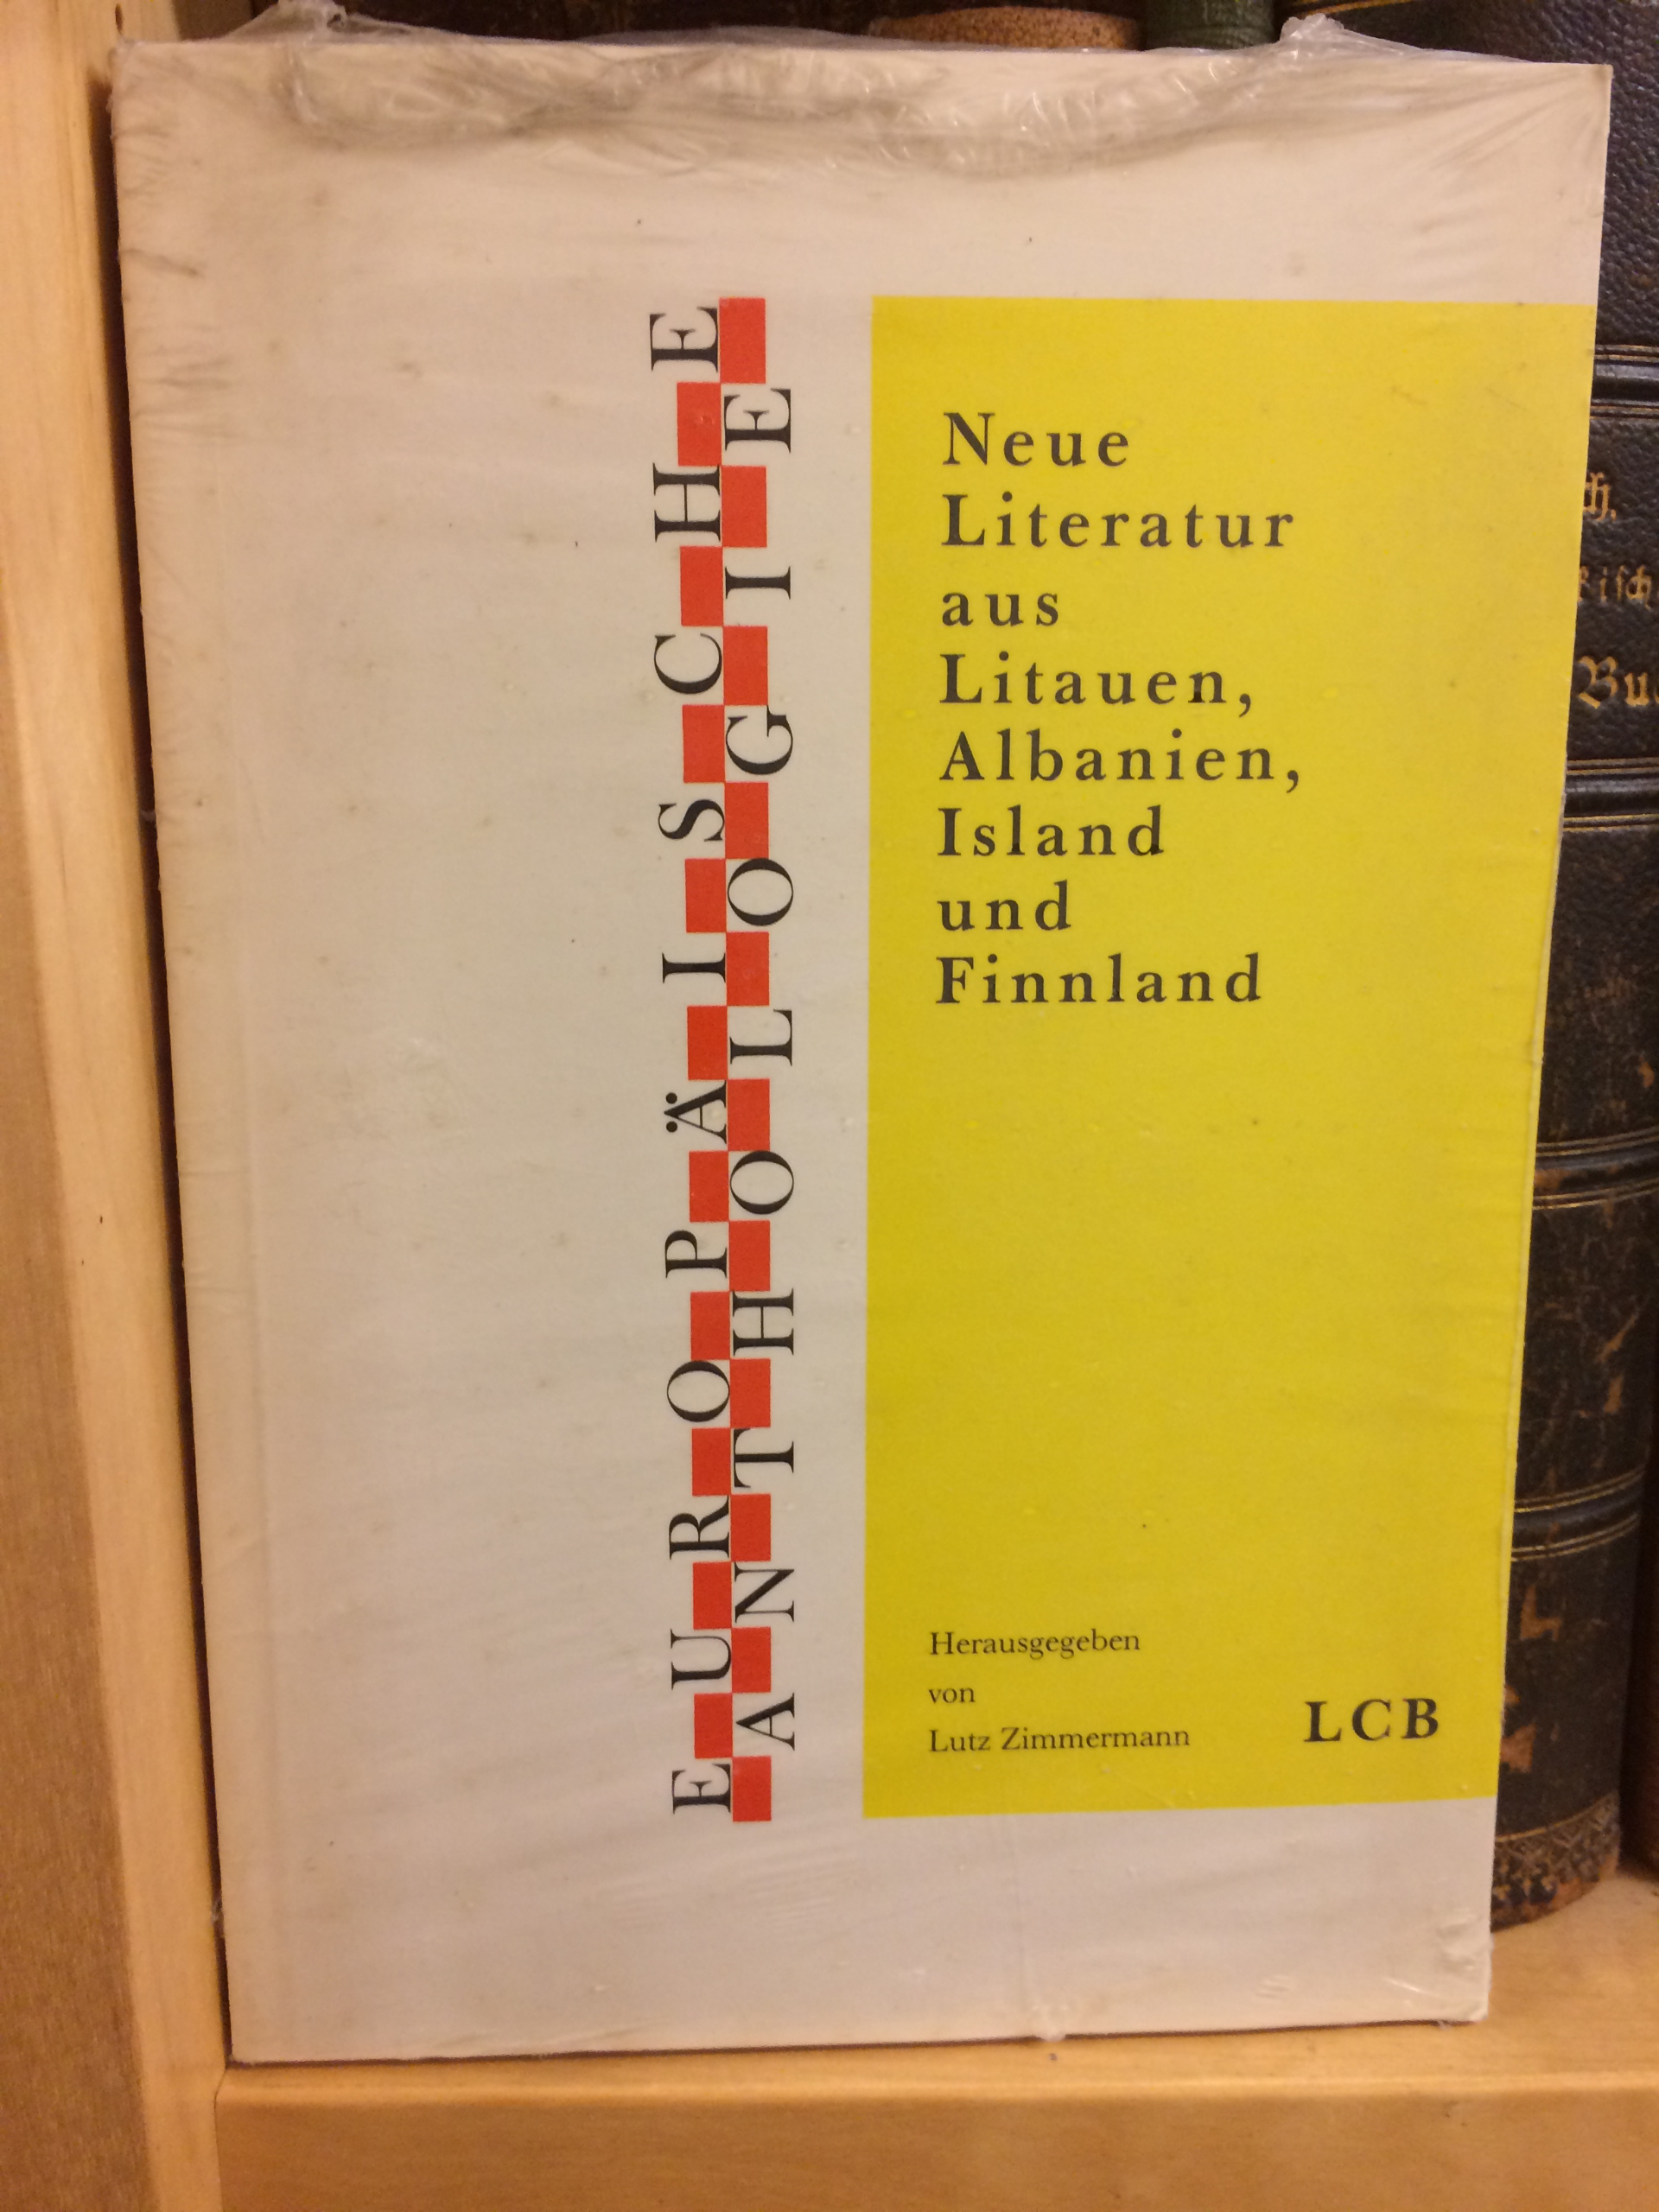 EUROPÄISCHE
ANTHOLOGIE
Neue
Literatur
aus
Litauen,
Albanien,
Island
und
Finnland
Herausgegeben
von
Lutz Zimmermann
LCB